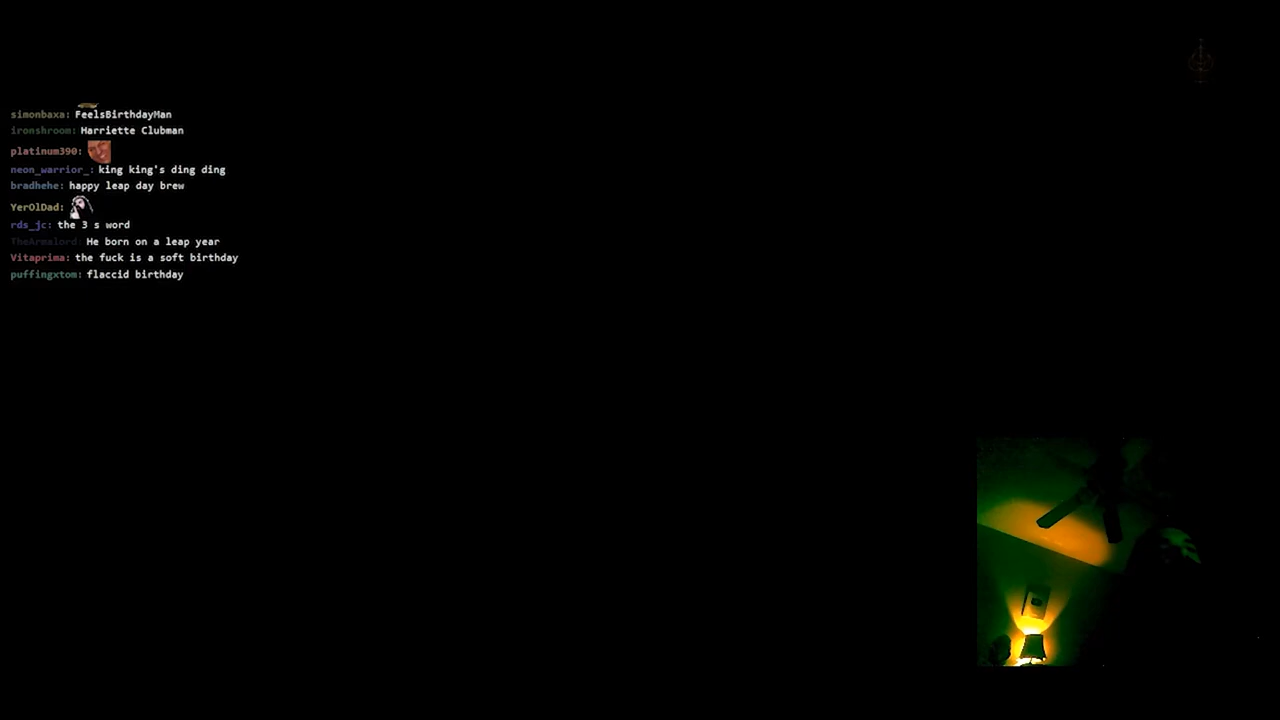 simonbaxa: FeelsBirthdayMan
ironshroom: Harriette Clubman
platinum390:
neon_warrior_: king king's ding ding
bradhehe: happy leap day brew
YerOlDad:
rds_jc: the 3 s word
TheArmalord: He born on a leap year
Vitaprima: the fuck is a soft birthday
puffingxtom: flaccid birthday